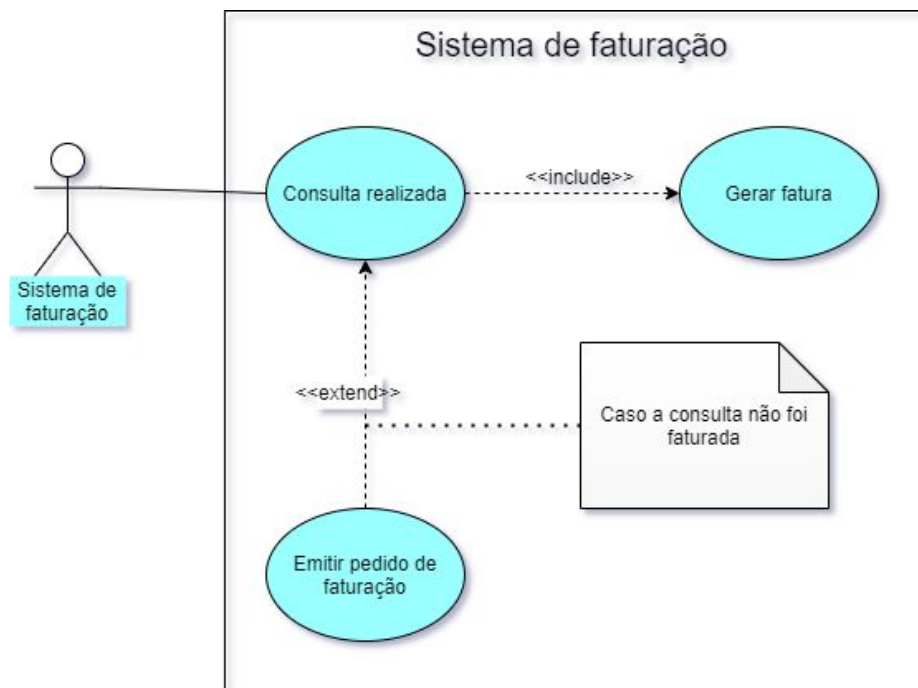 Sistema de faturação
Consulta realizada
<<include>>
Gerar fatura
Sistema de
faturação
<<extend>>
Caso a consulta não foi
faturada
Emitir pedido de
faturação